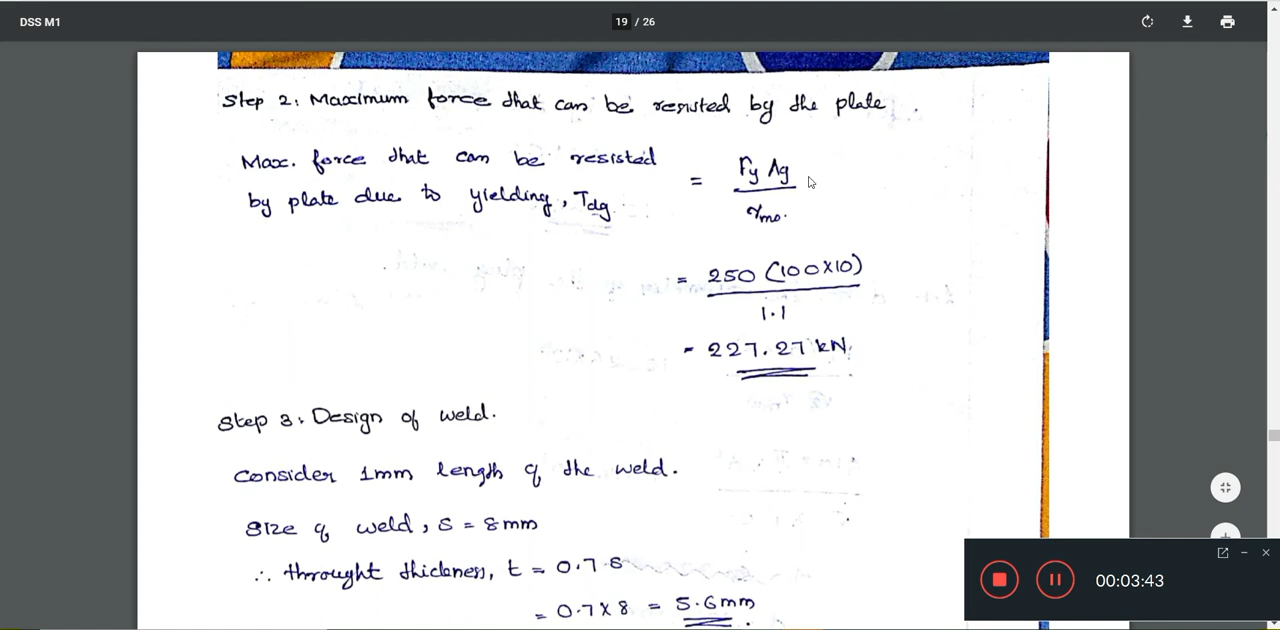 DSS M1
19 / 26
Step 2: Maximum force that can be resisted by the plate.
Max. force that can be resisted
by plate due to yielding, Tdg = Fy Ag / γmo.
= 250 (100x10) / 1.1
= 227.27 kN
Step 3: Design of weld.
Consider 1mm length of the weld.
Size of weld, S = 8mm
∴ throught thickness, t = 0.7 S
= 0.7 x 8 = 5.6mm.
00:03:43